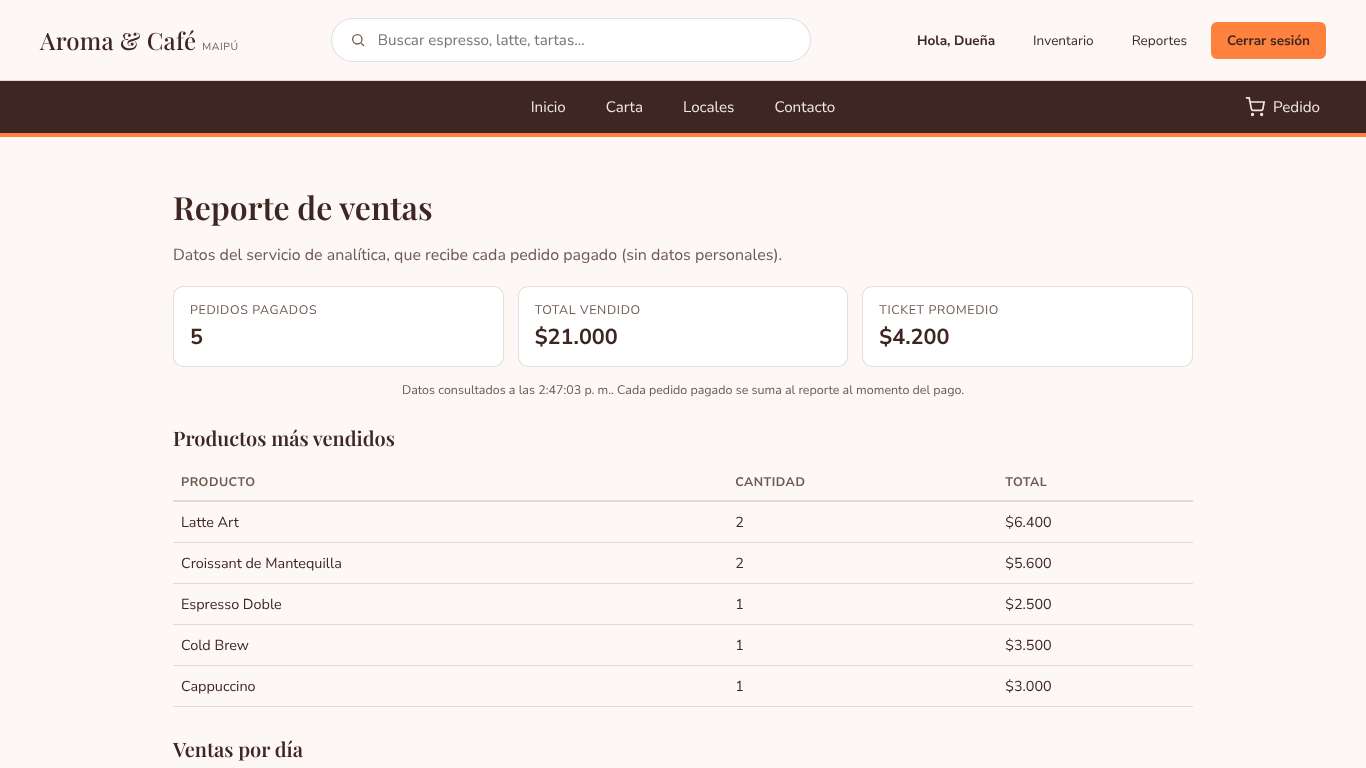 Aroma & Café MAIPÚ
Buscar espresso, latte, tartas...
Hola, Dueña
Inventario
Reportes
Cerrar sesión
Inicio
Carta
Locales
Contacto
Pedido
Reporte de ventas
Datos del servicio de analítica, que recibe cada pedido pagado (sin datos personales).
PEDIDOS PAGADOS
5
TOTAL VENDIDO
$21.000
TICKET PROMEDIO
$4.200
Datos consultados a las 2:47:03 p. m.. Cada pedido pagado se suma al reporte al momento del pago.
Productos más vendidos
PRODUCTO CANTIDAD TOTAL
Latte Art 2 $6.400
Croissant de Mantequilla 2 $5.600
Espresso Doble 1 $2.500
Cold Brew 1 $3.500
Cappuccino 1 $3.000
Ventas por día